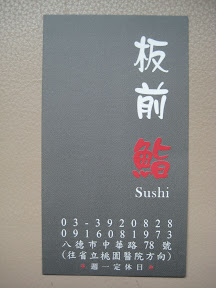 板前
鮨
Sushi
03-3920828
0916081973
八德市中華路78號
(往省立桃園醫院方向)
週一定休日